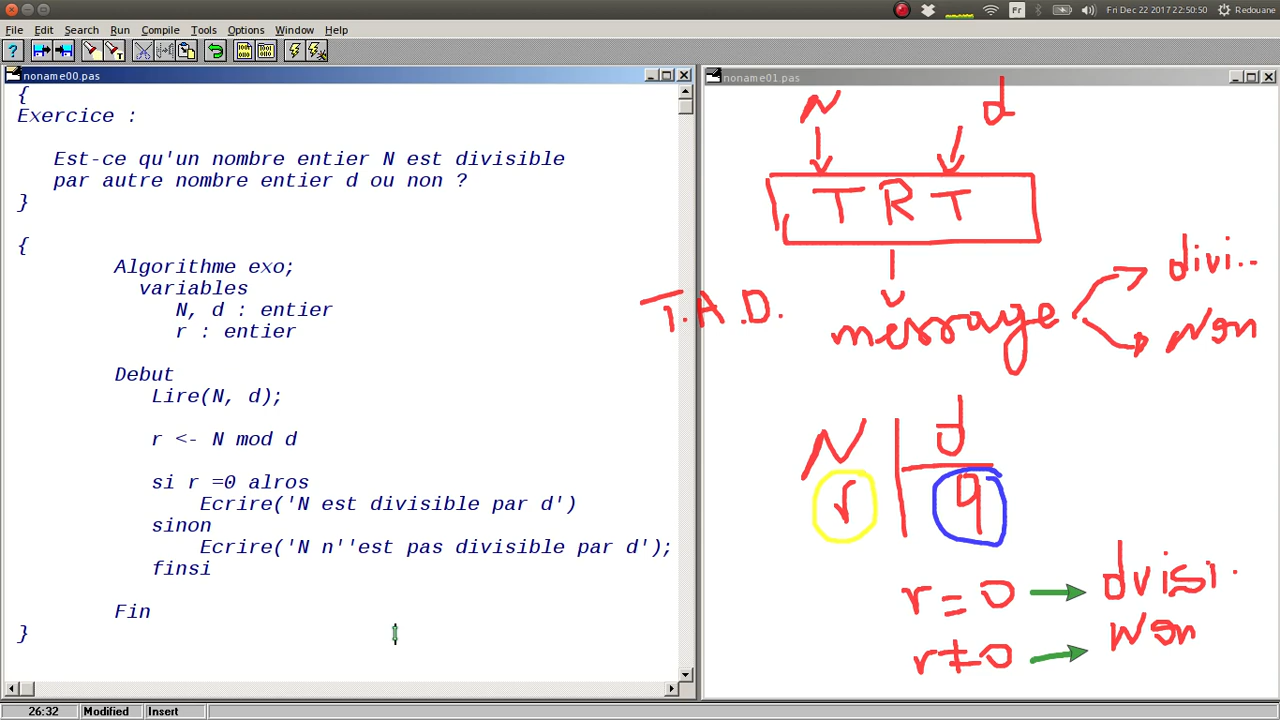 Fr
Fri Dec 22 2017 22:50:50
Redouane
File Edit Search Run Compile Tools Options Window Help
noname00.pas
{
Exercice :
Est-ce qu'un nombre entier N est divisible
par autre nombre entier d ou non ?
}
{
Algorithme exo;
variables
N, d : entier
r : entier
Debut
Lire(N, d);
r <- N mod d
si r =0 alros
Ecrire('N est divisible par d')
sinon
Ecrire('N n''est pas divisible par d');
finsi
Fin
}
26:32 Modified Insert
noname01.pas
N d
T R T
T.A.D.
message
divi..
Non
N d
r q
r = 0 dvisi.
r ≠ 0 Non